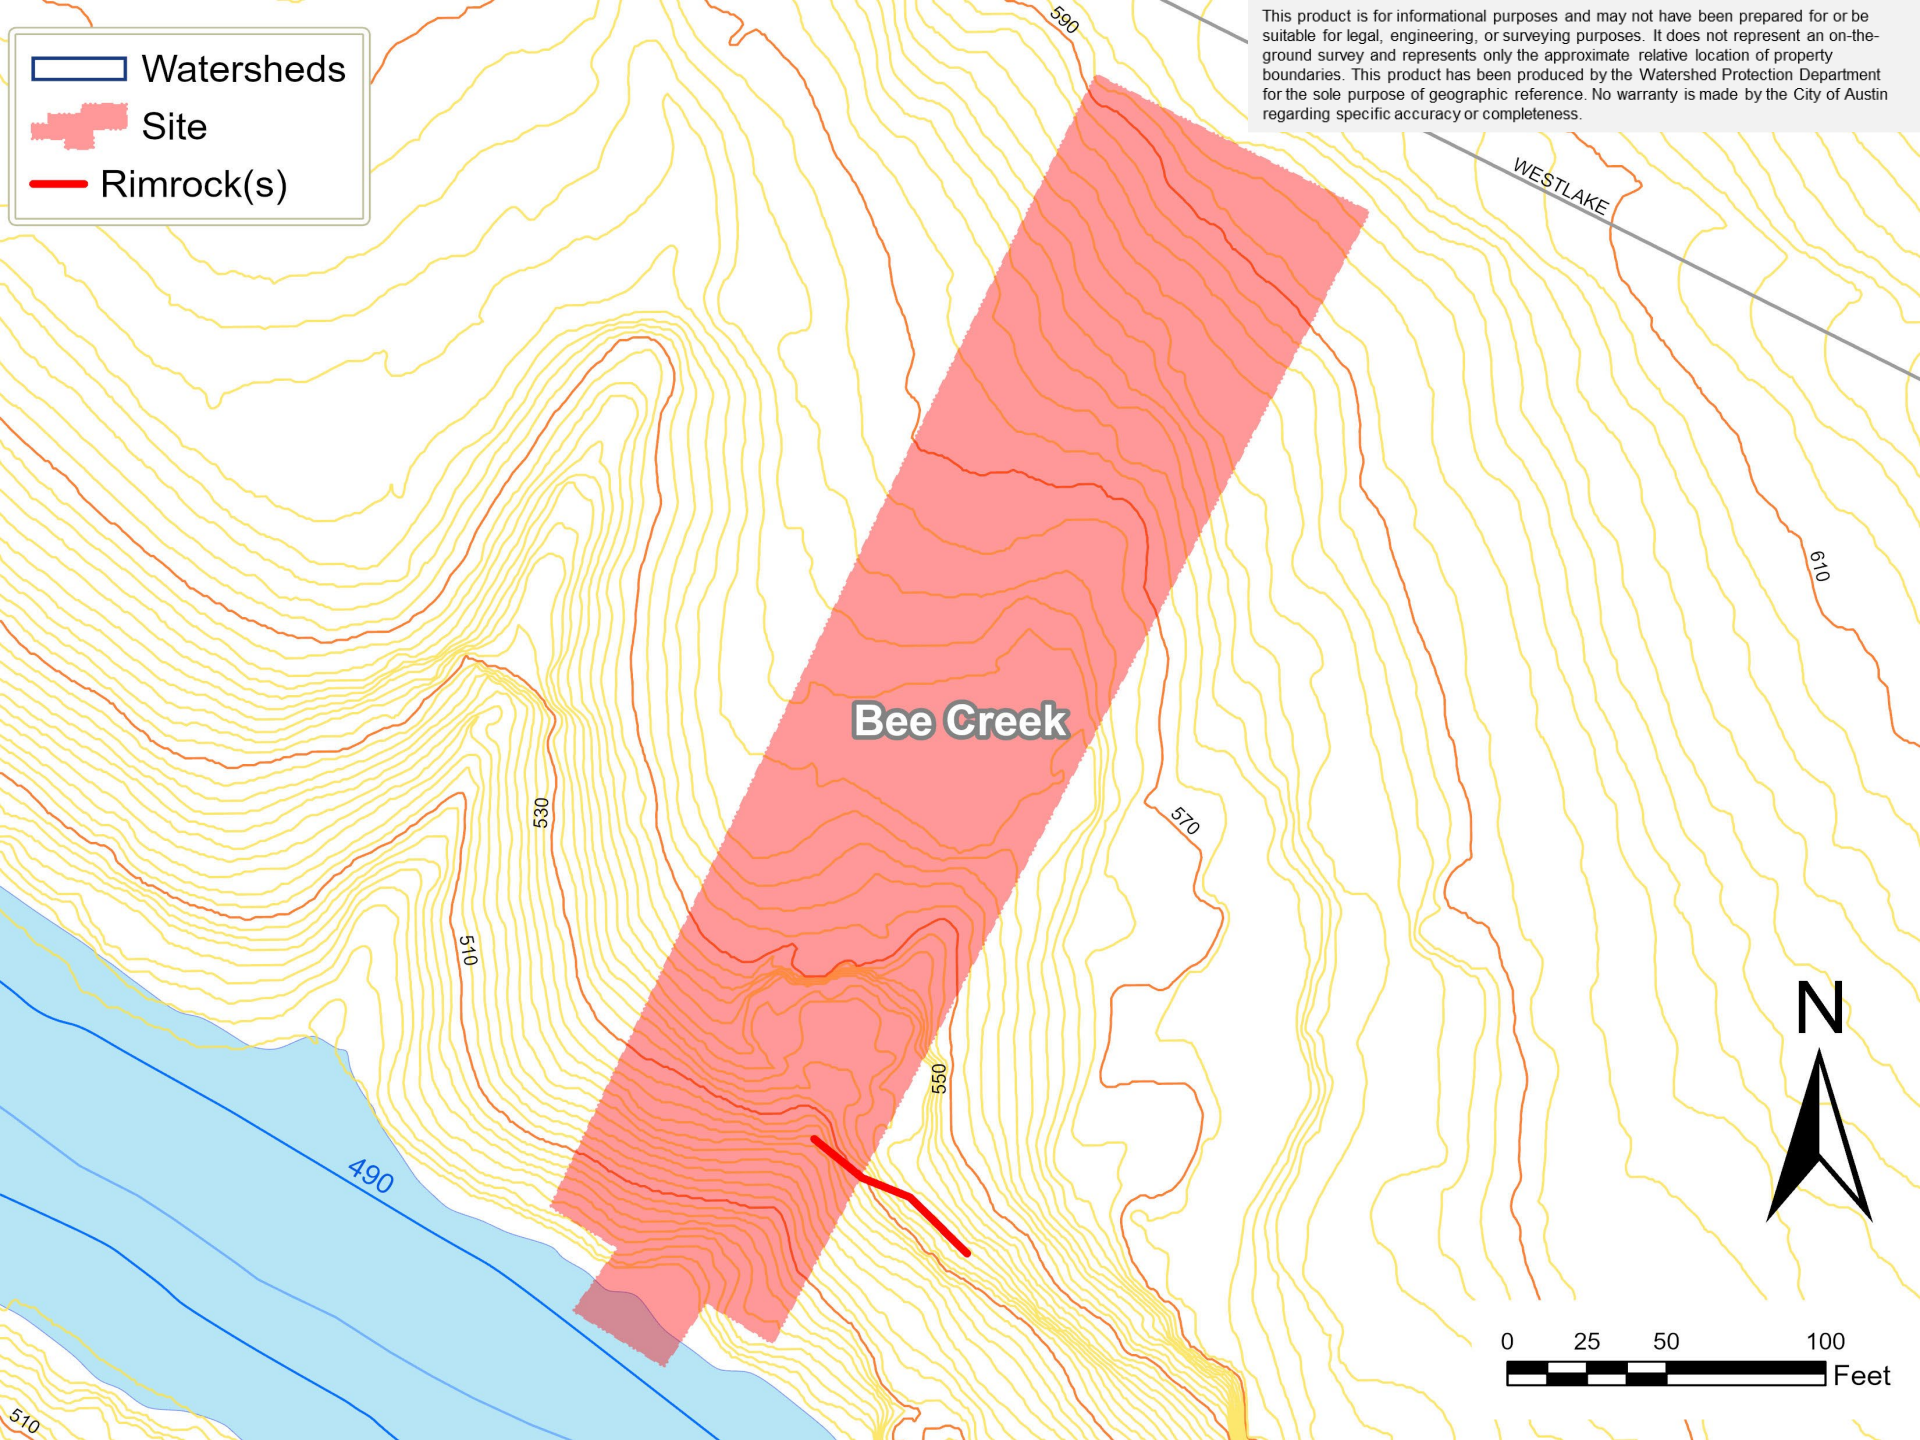 Watersheds
Site
Rimrock(s)
This product is for informational purposes and may not have been prepared for or be
suitable for legal, engineering, or surveying purposes. It does not represent an on-the-
ground survey and represents only the approximate relative location of property
boundaries. This product has been produced by the Watershed Protection Department
for the sole purpose of geographic reference. No warranty is made by the City of Austin
regarding specific accuracy or completeness.
590
WESTLAKE
610
Bee Creek
530
570
510
550
490
510
N
0 25 50 100
Feet